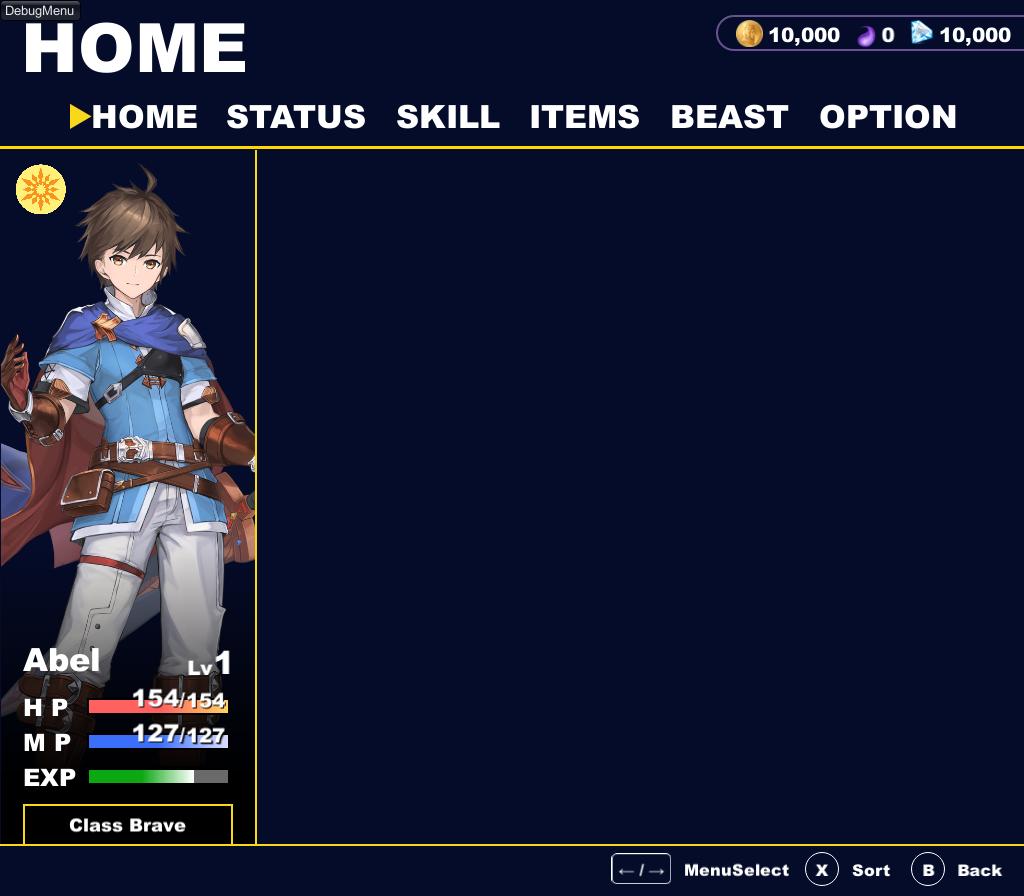 DebugMenu
HOME
10,000 0 10,000
HOME STATUS SKILL ITEMS BEAST OPTION
Abel Lv1
H P 154/154
M P 127/127
EXP
Class Brave
←/→ MenuSelect X Sort B Back